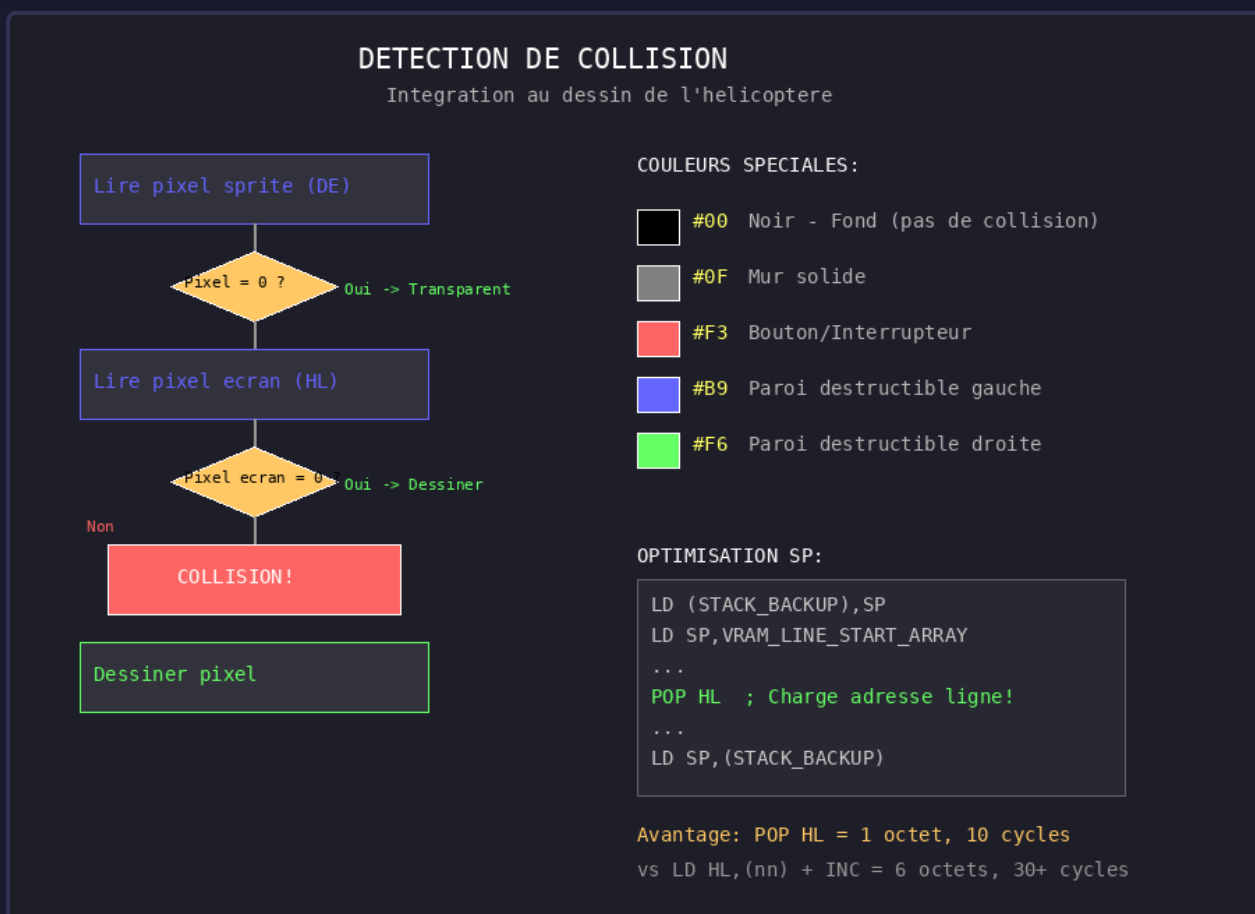 DETECTION DE COLLISION
Integration au dessin de l'helicoptere
Lire pixel sprite (DE)
Pixel = 0 ?
Oui -> Transparent
Lire pixel ecran (HL)
Pixel ecran = 0 ?
Oui -> Dessiner
Non
COLLISION!
Dessiner pixel
COULEURS SPECIALES:
#00 Noir - Fond (pas de collision)
#0F Mur solide
#F3 Bouton/Interrupteur
#B9 Paroi destructible gauche
#F6 Paroi destructible droite
OPTIMISATION SP:
LD (STACK_BACKUP),SP
LD SP,VRAM_LINE_START_ARRAY
...
POP HL  ; Charge adresse ligne!
...
LD SP,(STACK_BACKUP)
Avantage: POP HL = 1 octet, 10 cycles
vs LD HL,(nn) + INC = 6 octets, 30+ cycles